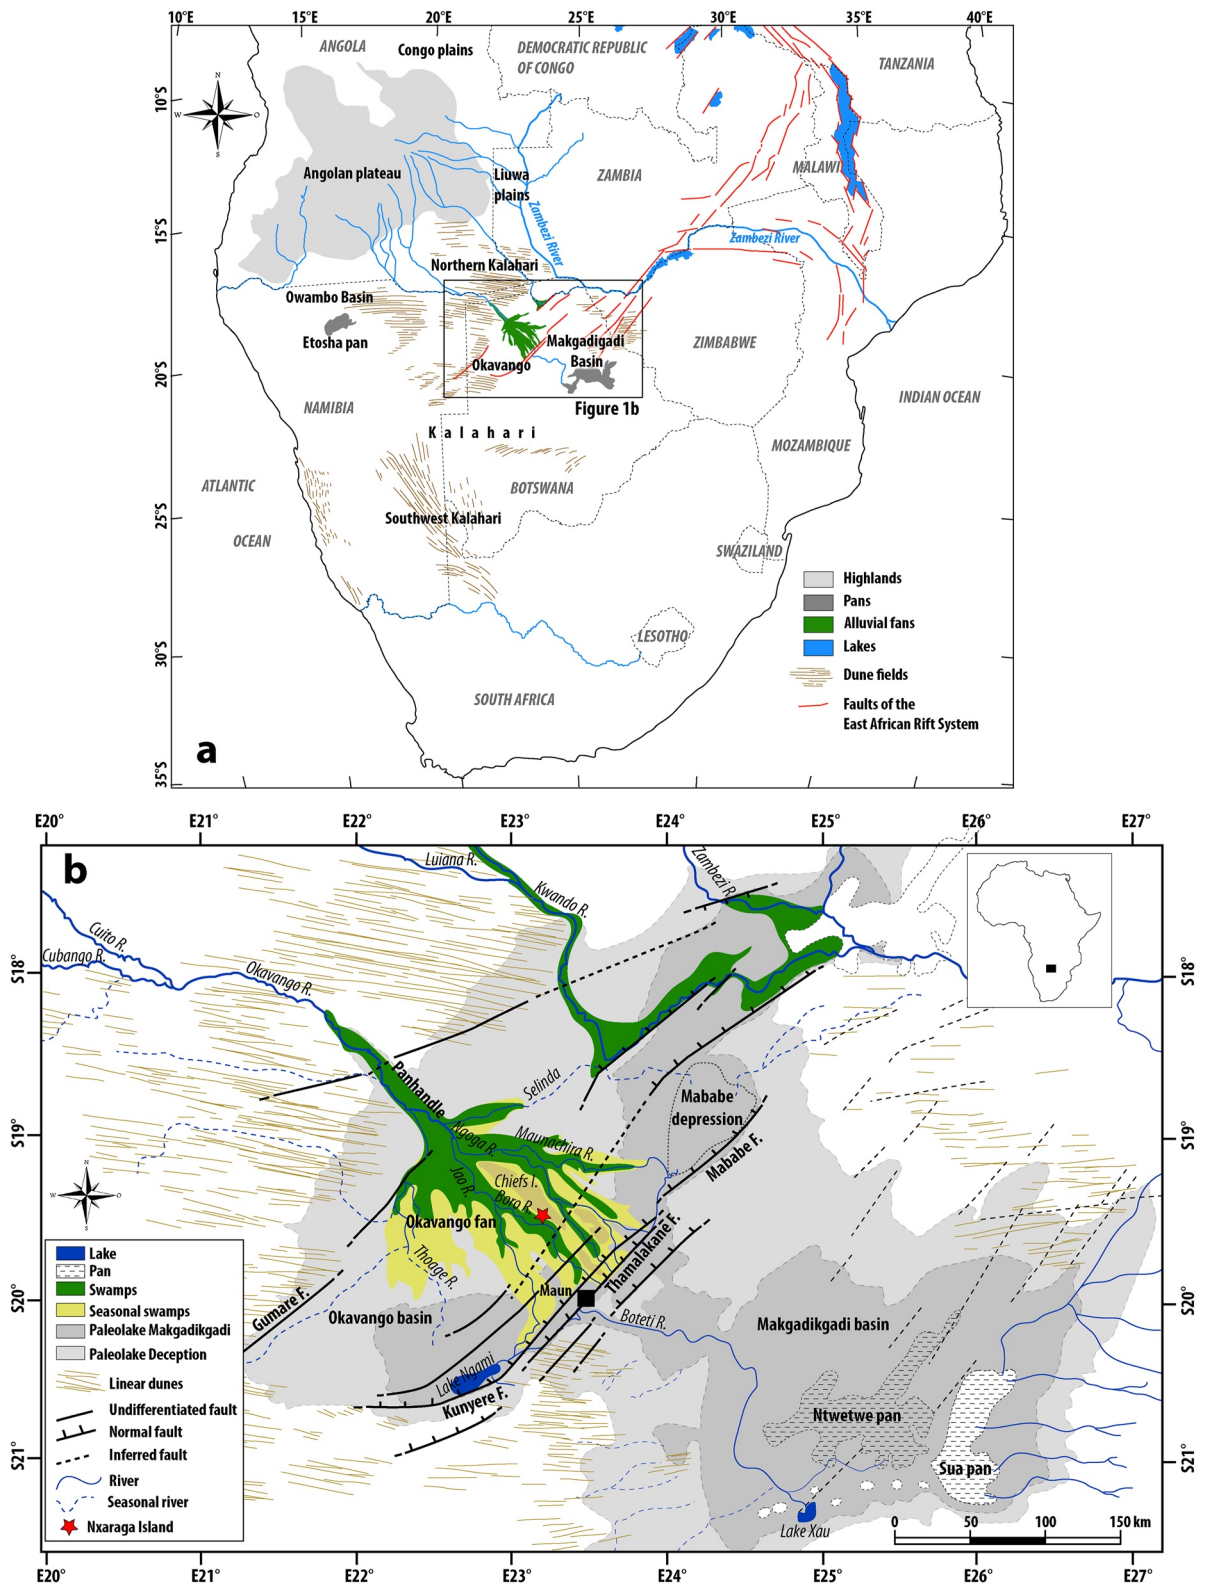 10°E 15°E 20°E 25°E 30°E 35°E 40°E
ANGOLA
Congo plains
DEMOCRATIC REPUBLIC
OF CONGO
TANZANIA
N
W O
S
10°S
Angolan plateau
Liuwa
plains
ZAMBIA
MALAWI
Zambezi River
Zambezi River
15°S
Northern Kalahari
Owambo Basin
Etosha pan
Makgadigadi
Basin
Okavango
ZIMBABWE
20°S
Figure 1b
NAMIBIA
INDIAN OCEAN
Kalahari
MOZAMBIQUE
ATLANTIC
OCEAN
BOTSWANA
25°S
Southwest Kalahari
SWAZILAND
Highlands
Pans
Alluvial fans
Lakes
Dune fields
Faults of the
East African Rift System
LESOTHO
30°S
SOUTH AFRICA
a
35°S
E20° E21° E22° E23° E24° E25° E26° E27°
b
Luiana R.
Kwando R.
Zambezi R.
Cuito R.
Cubango R.
Okavango R.
S18° S18°
Panhandle
Selinda
Mababe
depression
Mababe F.
S19° S19°
Ngoga R.
Maunachira R.
Jao R.
Chiefs I.
Boro R.
N
W O
S
Okavango fan
Thaoge R.
Thamalakane F.
Gumare F.
Okavango basin
Maun
Boteti R.
S20° S20°
Makgadikgadi basin
Lake Ngami
Kunyere F.
Ntwetwe pan
Sua pan
S21° S21°
Lake Xau
Lake
Pan
Swamps
Seasonal swamps
Paleolake Makgadikgadi
Paleolake Deception
Linear dunes
Undifferentiated fault
Normal fault
Inferred fault
River
Seasonal river
Nxaraga Island
0 50 100 150 km
E20° E21° E22° E23° E24° E25° E26° E27°